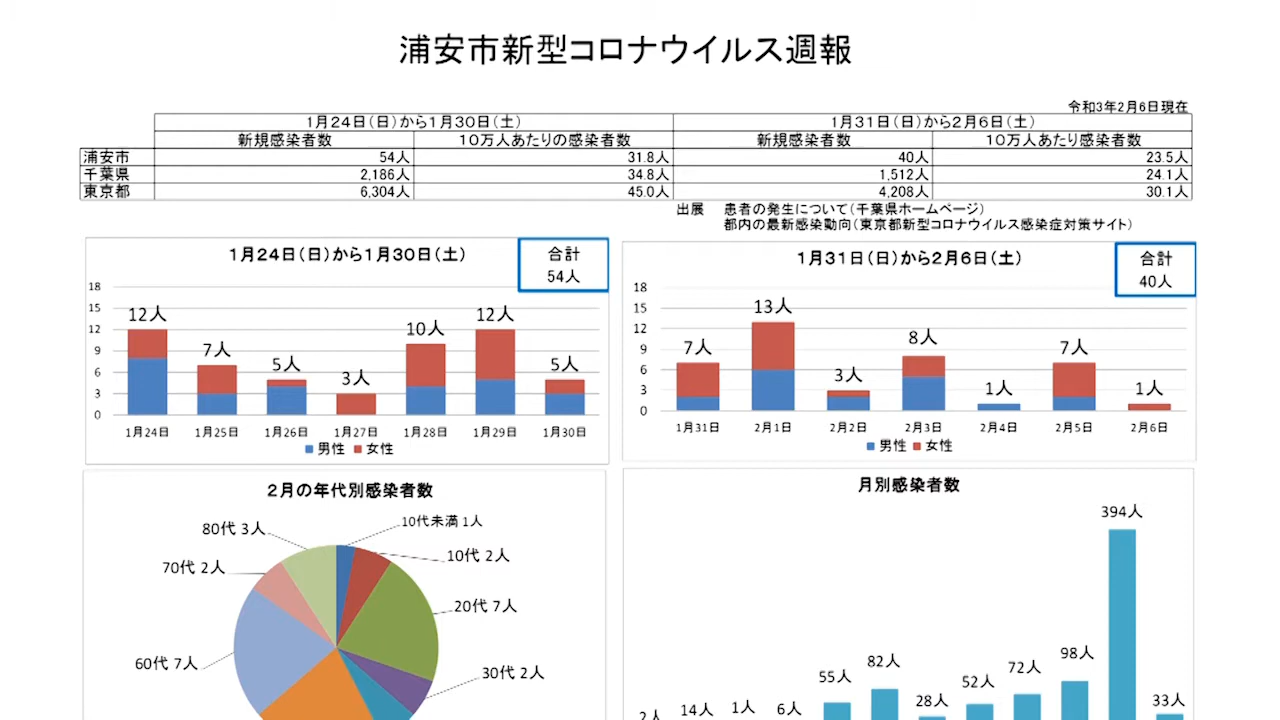 浦安市新型コロナウイルス週報
令和3年2月6日現在
1月24日(日)から1月30日(土) 1月31日(日)から2月6日(土)
新規感染者数 10万人あたりの感染者数 新規感染者数 10万人あたり感染者数
浦安市 54人 31.8人 40人 23.5人
千葉県 2,186人 34.8人 1,512人 24.1人
東京都 6,304人 45.0人 4,208人 30.1人
出展 患者の発生について(千葉県ホームページ)
都内の最新感染動向(東京都新型コロナウイルス感染症対策サイト)
1月24日(日)から1月30日(土)
合計
54人
18
15
12
9
6
3
0
12人 7人 5人 3人 10人 12人 5人
1月24日 1月25日 1月26日 1月27日 1月28日 1月29日 1月30日
男性 女性
1月31日(日)から2月6日(土)
合計
40人
18
15
12
9
6
3
0
7人 13人 3人 8人 1人 7人 1人
1月31日 2月1日 2月2日 2月3日 2月4日 2月5日 2月6日
男性 女性
2月の年代別感染者数
10代未満 1人
10代 2人
20代 7人
30代 2人
60代 7人
70代 2人
80代 3人
月別感染者数
2人 14人 1人 6人 55人 82人 28人 52人 72人 98人 394人 33人